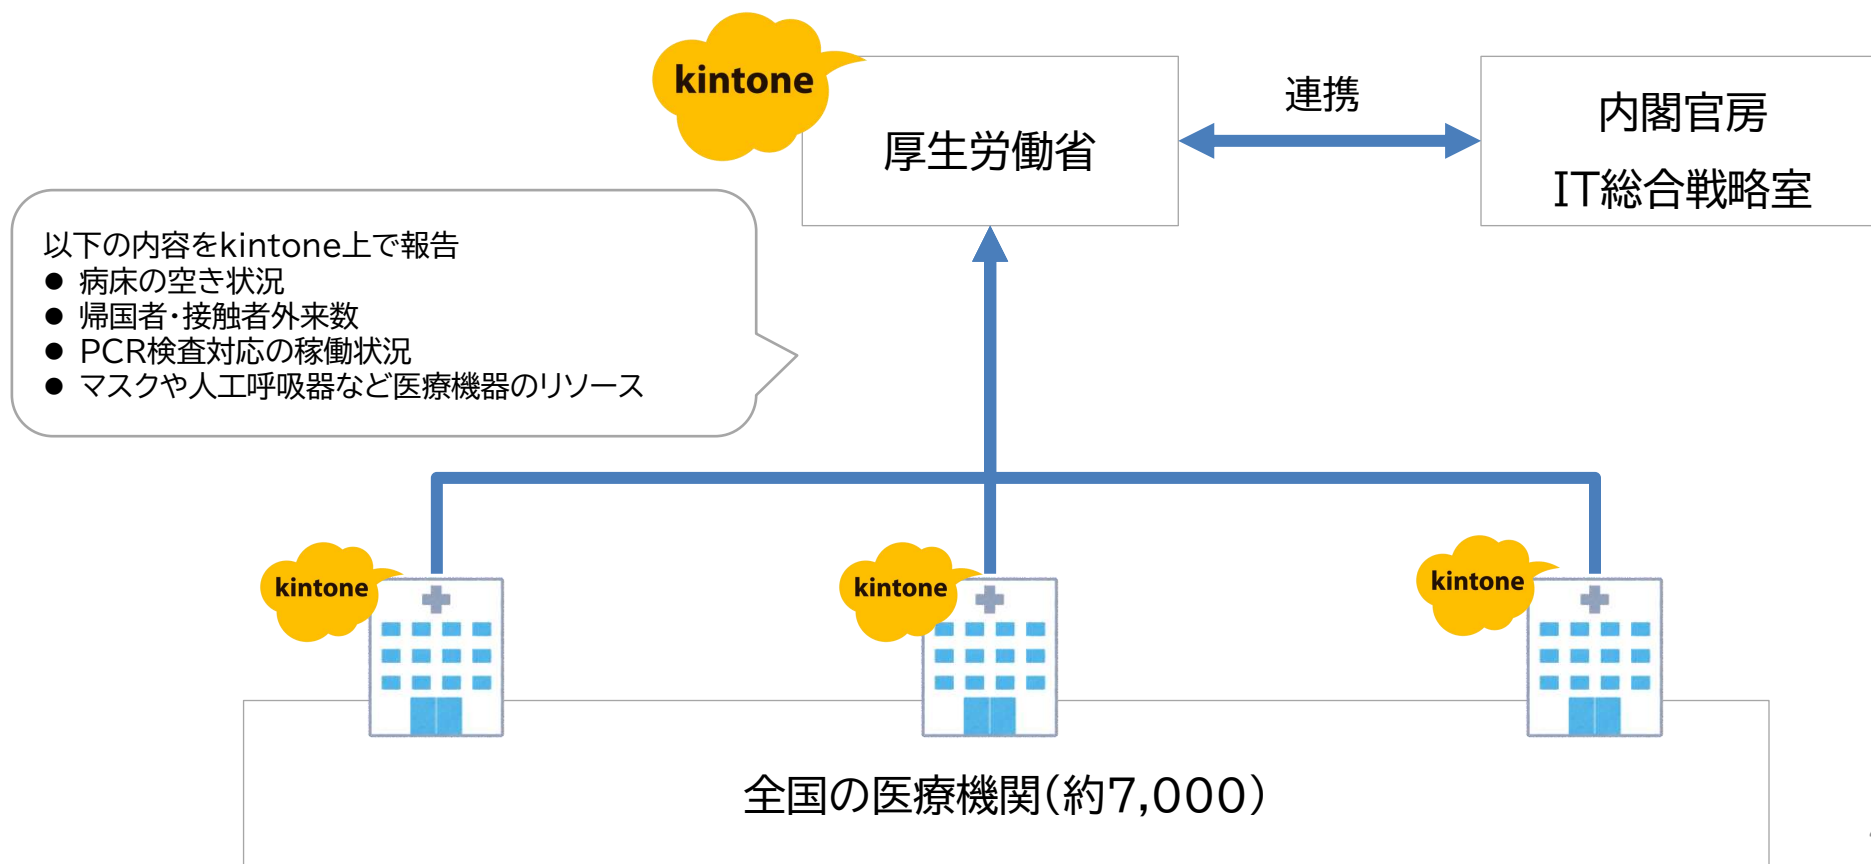 kintone
厚生労働省
連携
内閣官房
IT総合戦略室
以下の内容をkintone上で報告
● 病床の空き状況
● 帰国者・接触者外来数
● PCR検査対応の稼働状況
● マスクや人工呼吸器など医療機器のリソース
kintone
kintone
kintone
全国の医療機関(約7,000)